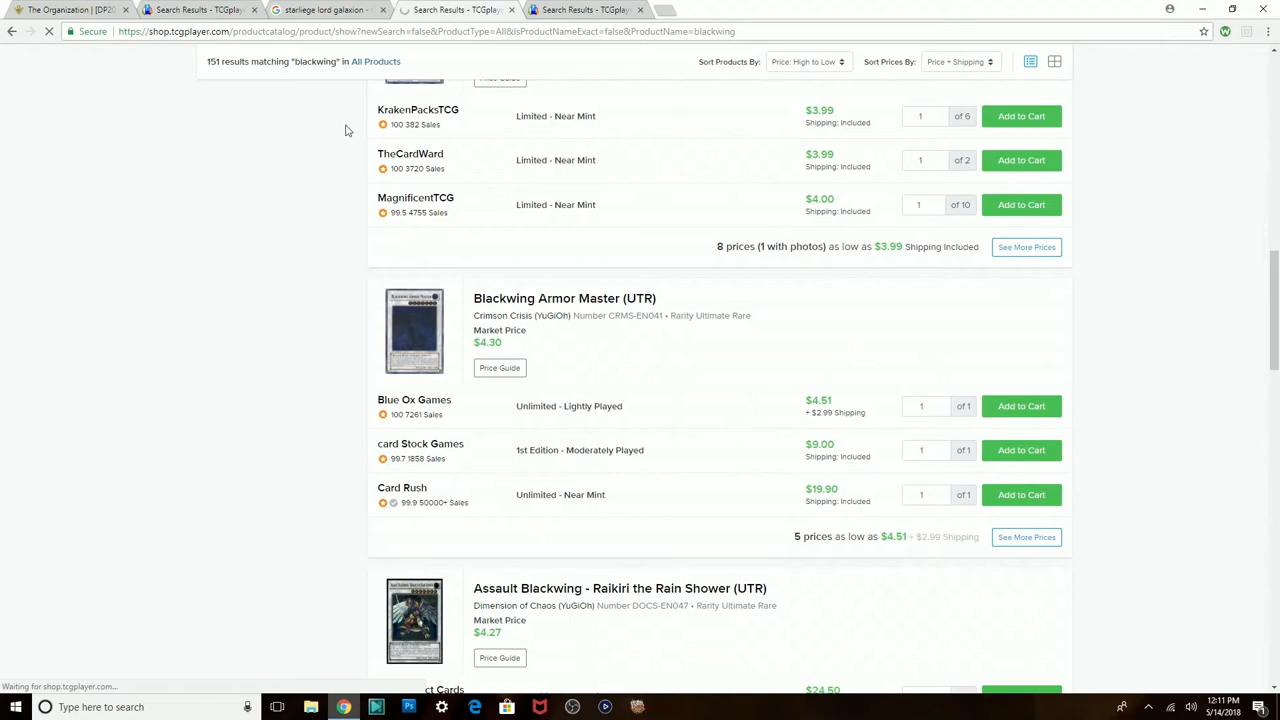 The Organization | [DP20
Search Results - TCGplay
starliege lord galaxion -
Search Results - TCGplay
Search Results - TCGplay
Secure
https://shop.tcgplayer.com/productcatalog/product/show?newSearch=false&ProductType=All&IsProductNameExact=false&ProductName=blackwing
151 results matching "blackwing" in All Products
Sort Products By:
Price: High to Low
Sort Prices By:
Price + Shipping
Price Guide
KrakenPacksTCG
100 382 Sales
Limited - Near Mint
$3.99
Shipping: Included
1
of 6
Add to Cart
TheCardWard
100 3720 Sales
Limited - Near Mint
$3.99
Shipping: Included
1
of 2
Add to Cart
MagnificentTCG
99.5 4755 Sales
Limited - Near Mint
$4.00
Shipping: Included
1
of 10
Add to Cart
8 prices (1 with photos) as low as $3.99 Shipping Included
See More Prices
Blackwing Armor Master (UTR)
Crimson Crisis (YuGiOh) Number CRMS-EN041 • Rarity Ultimate Rare
Market Price
$4.30
Price Guide
Blue Ox Games
100 7261 Sales
Unlimited - Lightly Played
$4.51
+ $2.99 Shipping
1
of 1
Add to Cart
card Stock Games
99.7 1858 Sales
1st Edition - Moderately Played
$9.00
Shipping: Included
1
of 1
Add to Cart
Card Rush
99.9 50000+ Sales
Unlimited - Near Mint
$19.90
Shipping: Included
1
of 1
Add to Cart
5 prices as low as $4.51 + $2.99 Shipping
See More Prices
Assault Blackwing - Raikiri the Rain Shower (UTR)
Dimension of Chaos (YuGiOh) Number DOCS-EN047 • Rarity Ultimate Rare
Market Price
$4.27
Price Guide
ct Cards
$24.50
Waiting for shop.tcgplayer.com...
Type here to search
12:11 PM
5/14/2018